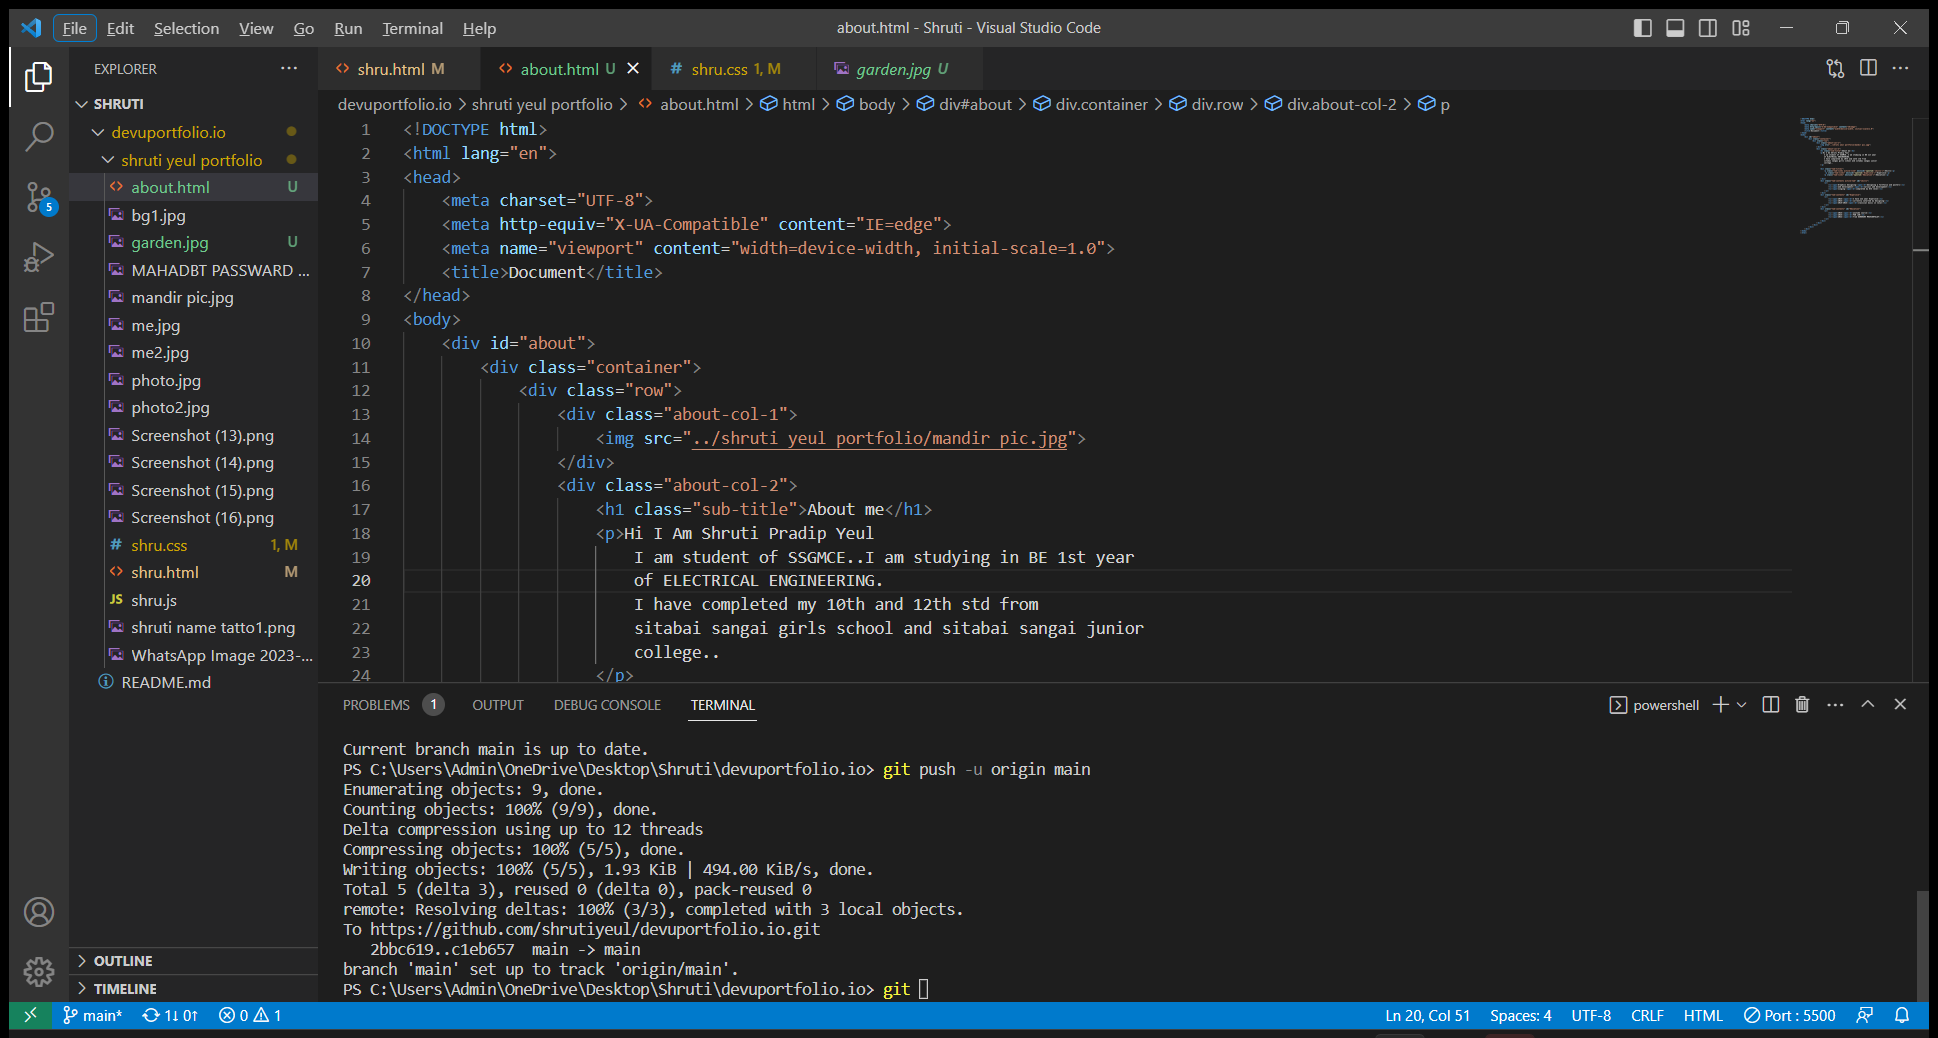 File Edit Selection View Go Run Terminal Help
about.html - Shruti - Visual Studio Code
EXPLORER ...
SHRUTI
devuportfolio.io
shruti yeul portfolio
about.html U
bg1.jpg
garden.jpg U
MAHADBT PASSWARD ...
mandir pic.jpg
me.jpg
me2.jpg
photo.jpg
photo2.jpg
Screenshot (13).png
Screenshot (14).png
Screenshot (15).png
Screenshot (16).png
shru.css 1, M
shru.html M
JS shru.js
shruti name tatto1.png
WhatsApp Image 2023-...
README.md
OUTLINE
TIMELINE
5
shru.html M
about.html U
# shru.css 1, M
garden.jpg U
devuportfolio.io > shruti yeul portfolio > about.html > html > body > div#about > div.container > div.row > div.about-col-2 > p
1 <!DOCTYPE html>
2 <html lang="en">
3 <head>
4 <meta charset="UTF-8">
5 <meta http-equiv="X-UA-Compatible" content="IE=edge">
6 <meta name="viewport" content="width=device-width, initial-scale=1.0">
7 <title>Document</title>
8 </head>
9 <body>
10 <div id="about">
11 <div class="container">
12 <div class="row">
13 <div class="about-col-1">
14 <img src="../shruti yeul portfolio/mandir pic.jpg">
15 </div>
16 <div class="about-col-2">
17 <h1 class="sub-title">About me</h1>
18 <p>Hi I Am Shruti Pradip Yeul
19 I am student of SSGMCE..I am studying in BE 1st year
20 of ELECTRICAL ENGINEERING.
21 I have completed my 10th and 12th std from
22 sitabai sangai girls school and sitabai sangai junior
23 college..
24 </p>
PROBLEMS 1 OUTPUT DEBUG CONSOLE TERMINAL
powershell
Current branch main is up to date.
PS C:\Users\Admin\OneDrive\Desktop\Shruti\devuportfolio.io> git push -u origin main
Enumerating objects: 9, done.
Counting objects: 100% (9/9), done.
Delta compression using up to 12 threads
Compressing objects: 100% (5/5), done.
Writing objects: 100% (5/5), 1.93 KiB | 494.00 KiB/s, done.
Total 5 (delta 3), reused 0 (delta 0), pack-reused 0
remote: Resolving deltas: 100% (3/3), completed with 3 local objects.
To https://github.com/shrutiyeul/devuportfolio.io.git
2bbc619..c1eb657 main -> main
branch 'main' set up to track 'origin/main'.
PS C:\Users\Admin\OneDrive\Desktop\Shruti\devuportfolio.io> git
main* 1↓ 0↑ 0 1
Ln 20, Col 51 Spaces: 4 UTF-8 CRLF HTML Port : 5500